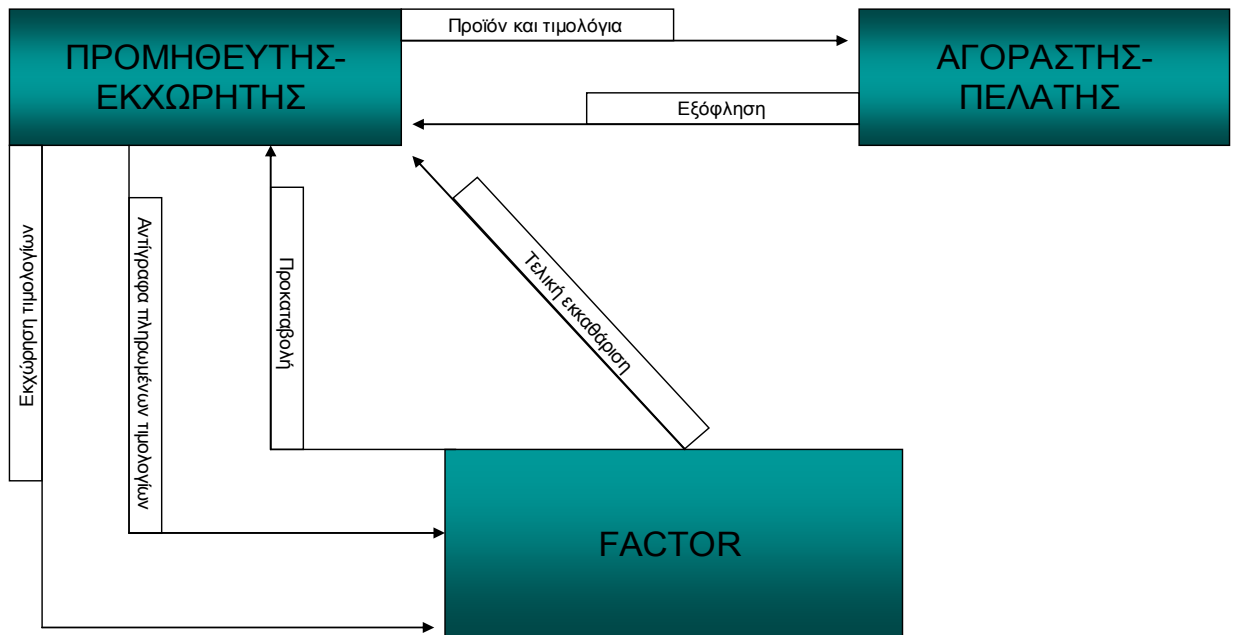 Προϊόν και τιμολόγια
ΠΡΟΜΗΘΕΥΤΗΣ-
ΕΚΧΩΡΗΤΗΣ
ΑΓΟΡΑΣΤΗΣ-
ΠΕΛΑΤΗΣ
Εξόφληση
Εκχώρηση τιμολογίων
Αντίγραφα πληρωμένων τιμολογίων
Προκαταβολή
Τελική εκκαθάριση
FACTOR